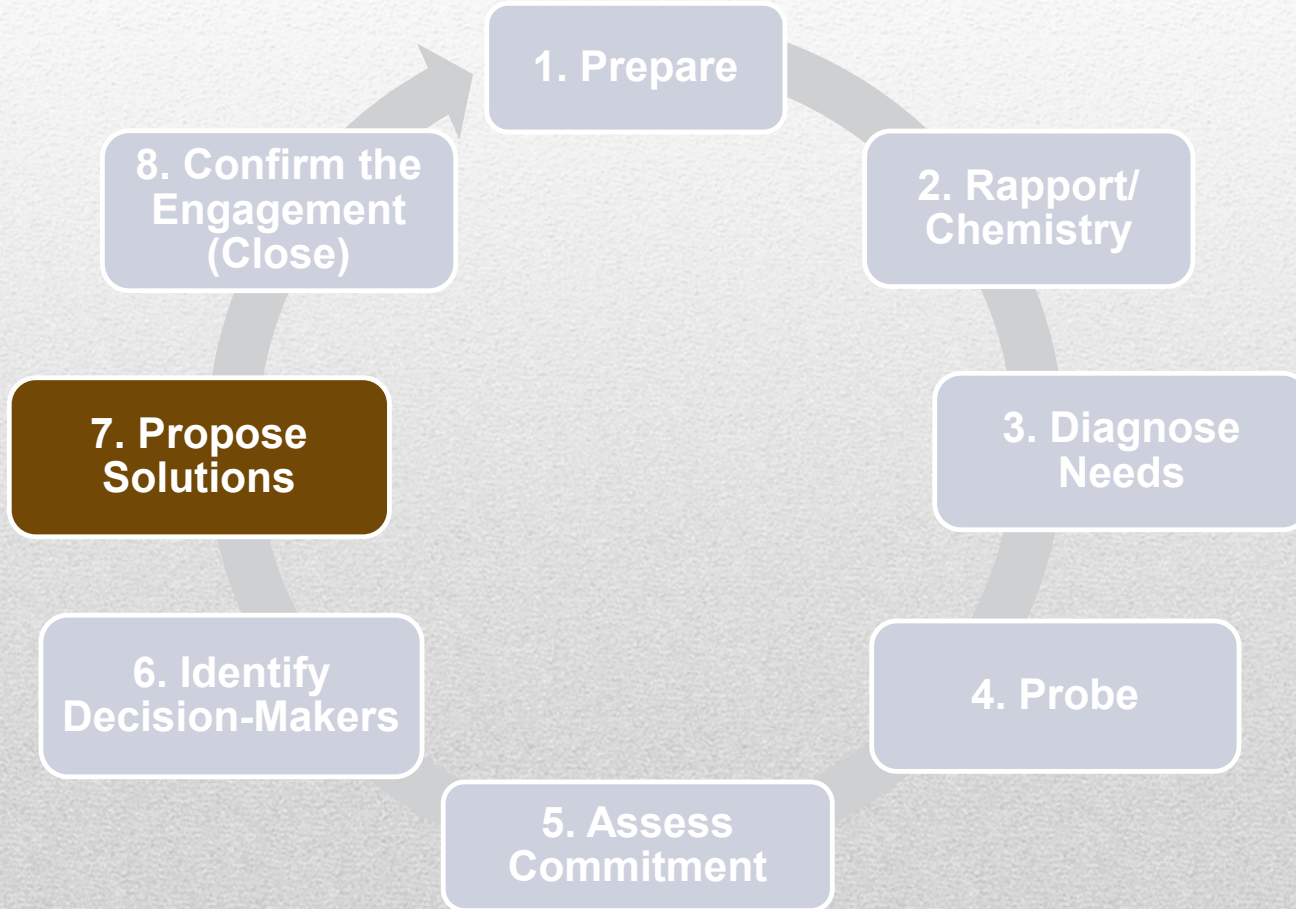 1. Prepare
2. Rapport/
Chemistry
3. Diagnose
Needs
4. Probe
5. Assess
Commitment
6. Identify
Decision-Makers
7. Propose
Solutions
8. Confirm the
Engagement
(Close)